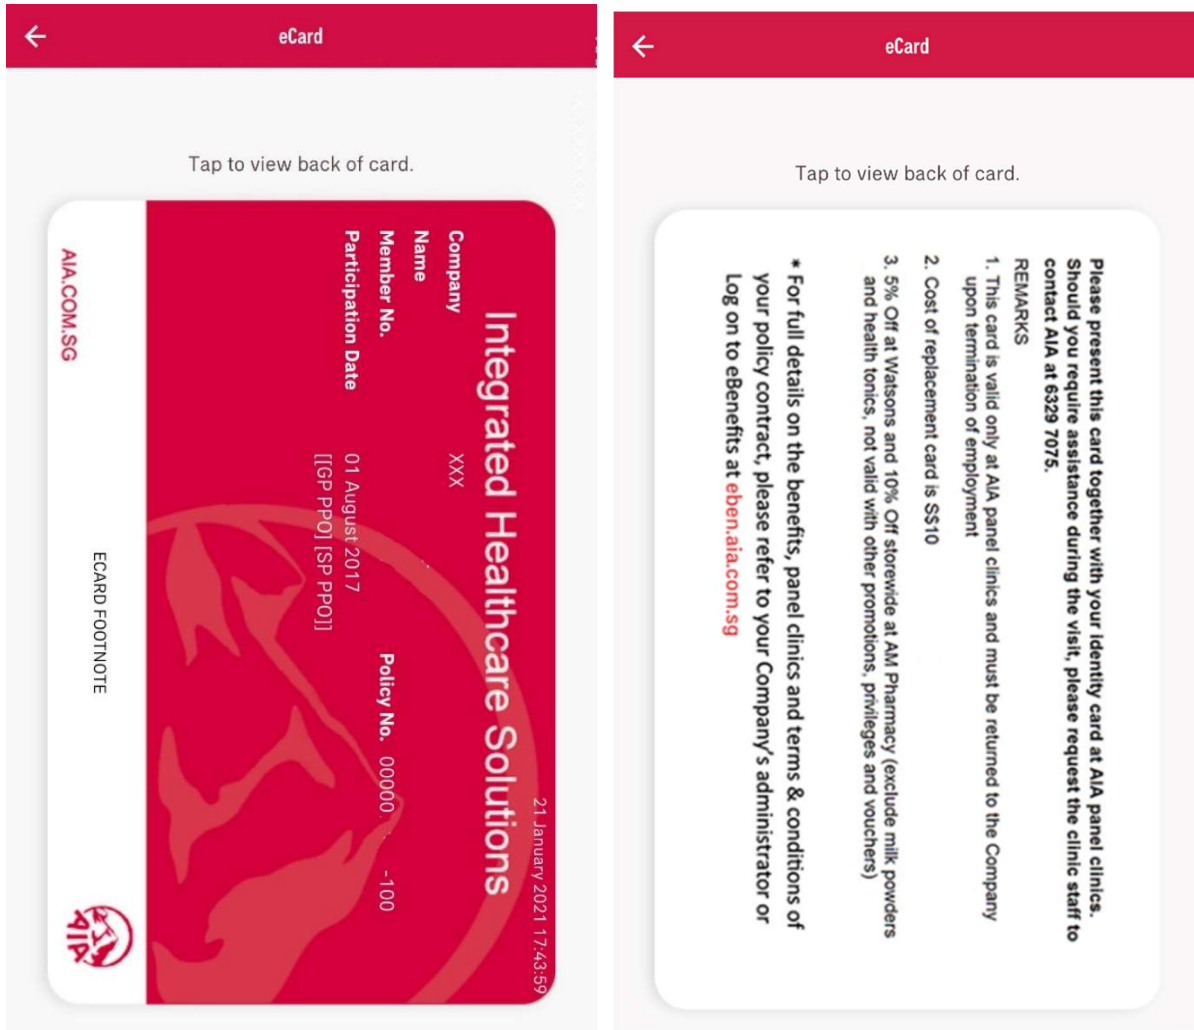 eCard
Tap to view back of card.
21 January 2021 17:43:59
Integrated Healthcare Solutions
Company XXX
Name
Member No. Policy No. 00000 -100
Participation Date 01 August 2017
[[GP PPO] [SP PPO]]
ECARD FOOTNOTE
AIA.COM.SG
AIA
eCard
Tap to view back of card.
Please present this card together with your identity card at AIA panel clinics.
Should you require assistance during the visit, please request the clinic staff to
contact AIA at 6329 7075.
REMARKS
1. This card is valid only at AIA panel clinics and must be returned to the Company
upon termination of employment
2. Cost of replacement card is S$10
3. 5% Off at Watsons and 10% Off storewide at AM Pharmacy (exclude milk powders
and health tonics, not valid with other promotions, privileges and vouchers)
* For full details on the benefits, panel clinics and terms & conditions of
your policy contract, please refer to your Company's administrator or
Log on to eBenefits at eben.aia.com.sg